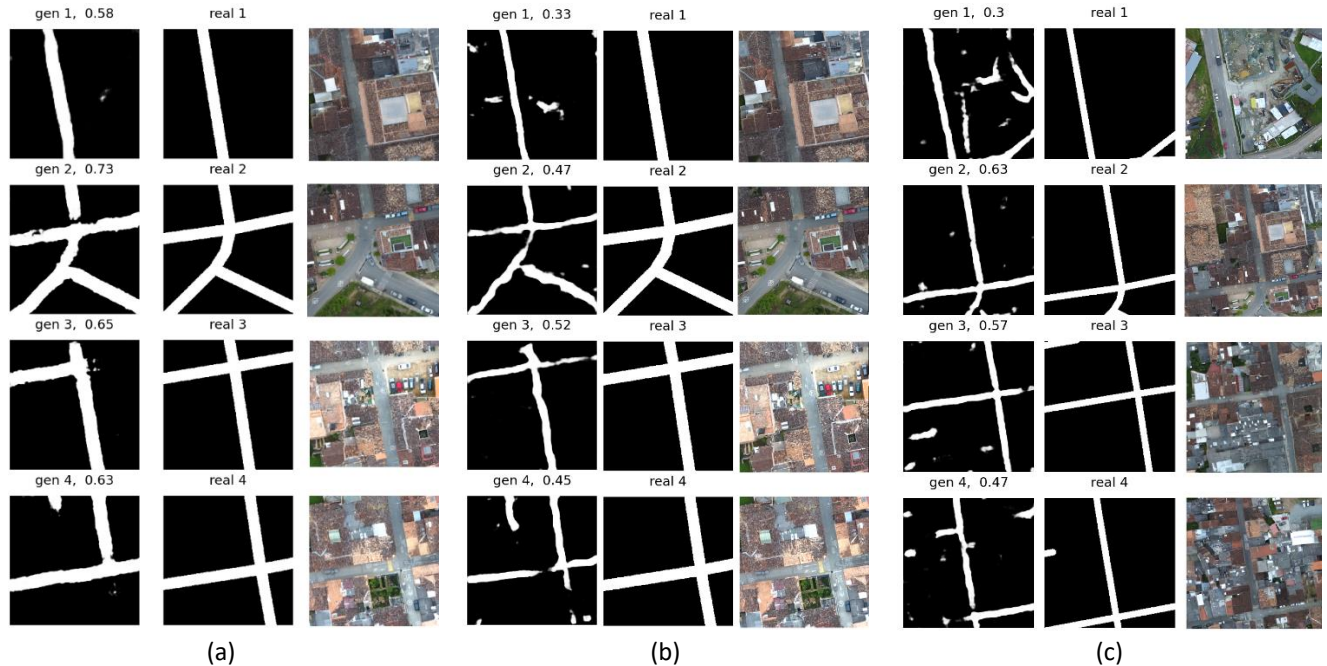 gen 1, 0.58 real 1
gen 2, 0.73 real 2
gen 3, 0.65 real 3
gen 4, 0.63 real 4
(a)
gen 1, 0.33 real 1
gen 2, 0.47 real 2
gen 3, 0.52 real 3
gen 4, 0.45 real 4
(b)
gen 1, 0.3 real 1
gen 2, 0.63 real 2
gen 3, 0.57 real 3
gen 4, 0.47 real 4
(c)